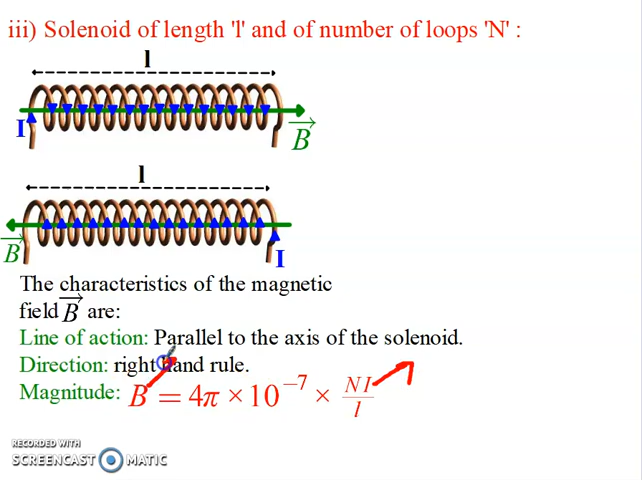 iii) Solenoid of length 'l' and of number of loops 'N' :
l
I
B
l
B
I
The characteristics of the magnetic
field B are:
Line of action: Parallel to the axis of the solenoid.
Direction: right hand rule.
Magnitude: B = 4π × 10⁻⁷ × NI/l
RECORDED WITH
SCREENCAST MATIC